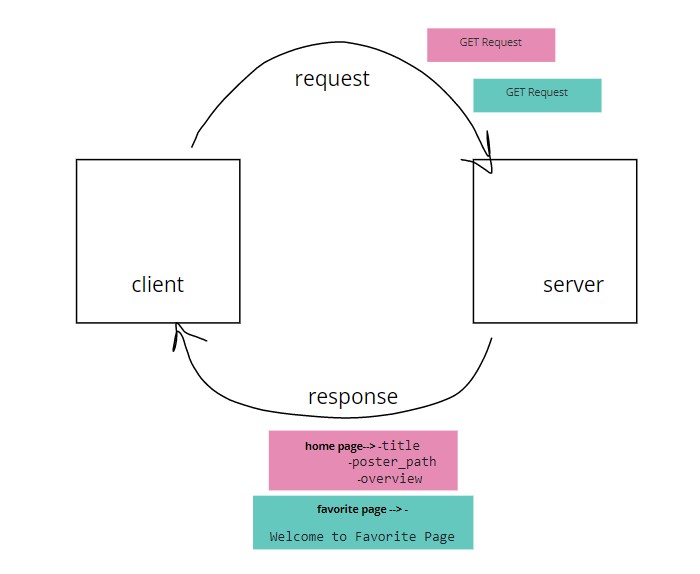 GET Request
request
GET Request
client
server
response
home page--> -title
-poster_path
-overview
favorite page --> -
Welcome to Favorite Page